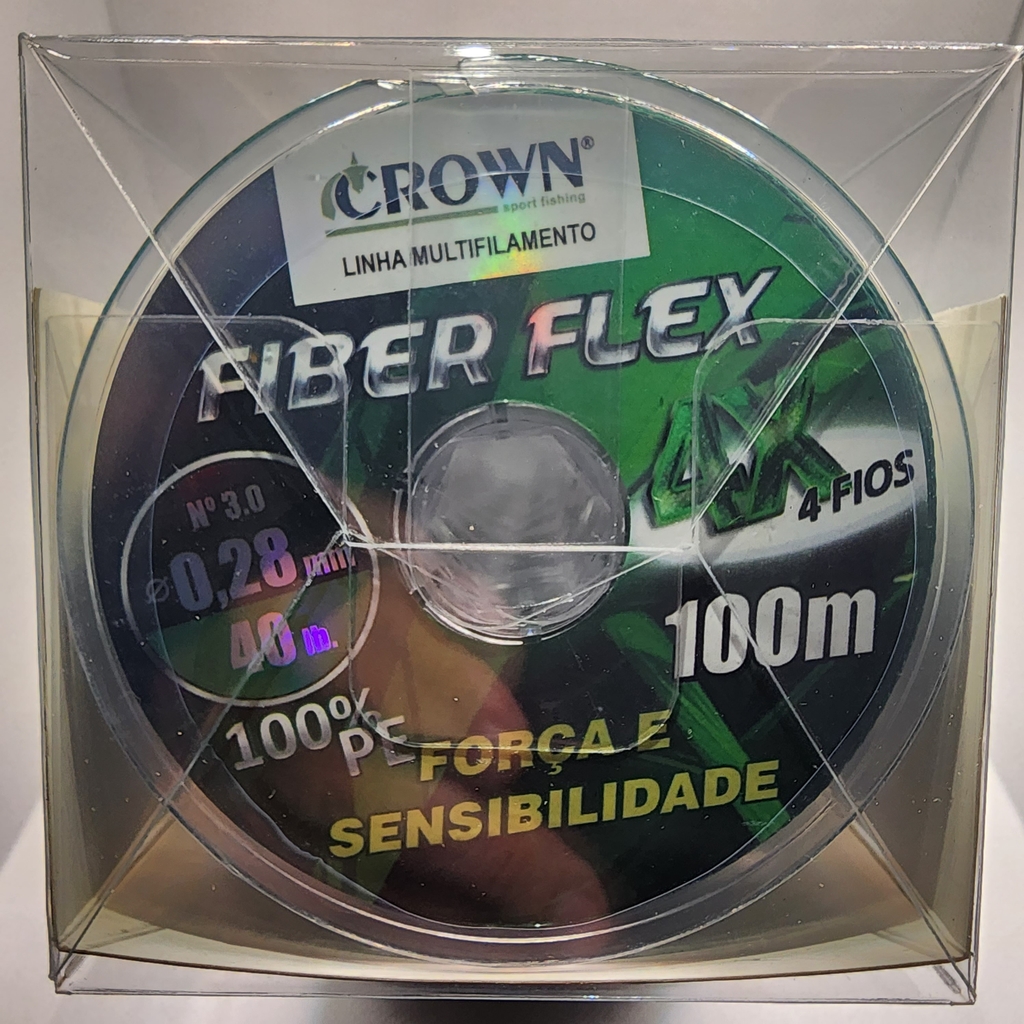 CROWN®
sport fishing
LINHA MULTIFILAMENTO
FIBER FLEX
4X
4 FIOS
Nº 3.0
Ø 0,28 mm
40 lb.
100m
100%
PE
FORÇA E
SENSIBILIDADE